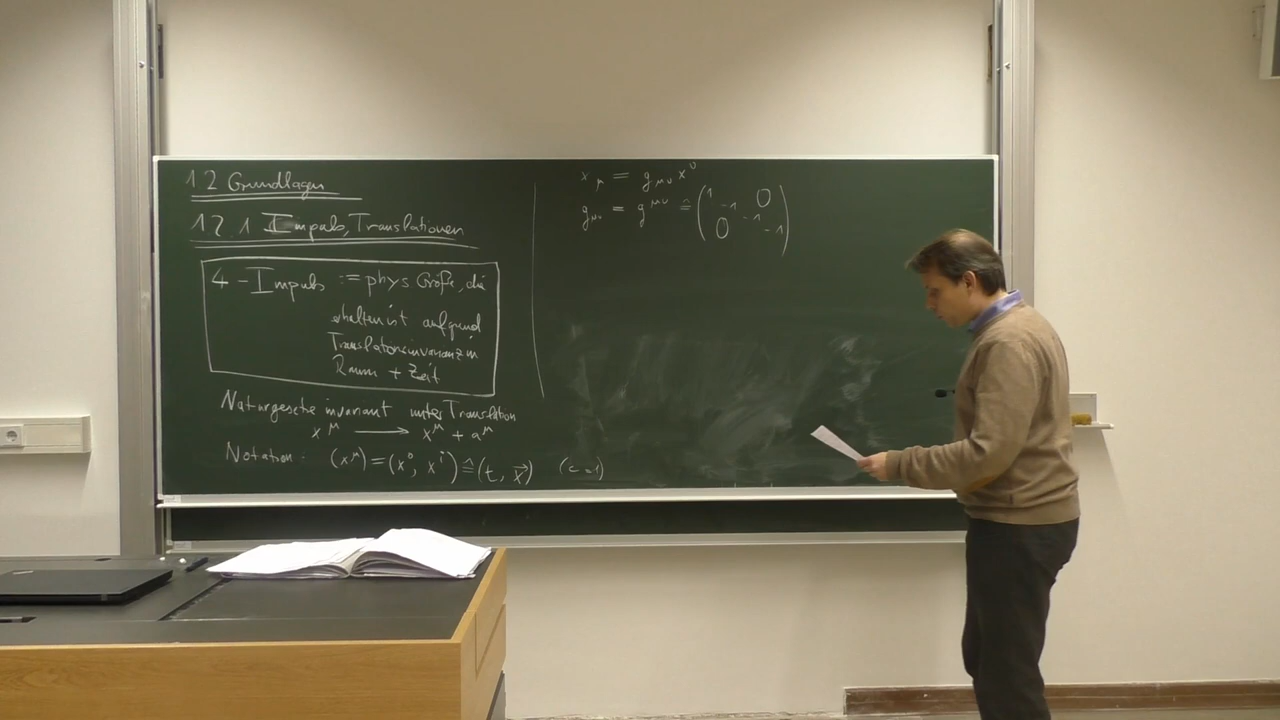 1.2 Grundlagen
1.2.1 Impuls, Translationen
4-Impuls := phys Größe, die
erhalten ist aufgrund
Translationsinvarianz in
Raum + Zeit
Naturgesetze invariant unter Translation
x^μ ⟶ x^μ + a^μ
Notation: (x^μ) = (x^0, x^i) ≙ (t, x⃗) (c=1)
x_μ = g_μν x^ν
g_μν = g^μν ≙ (1 -1 0 0 -1 -1)